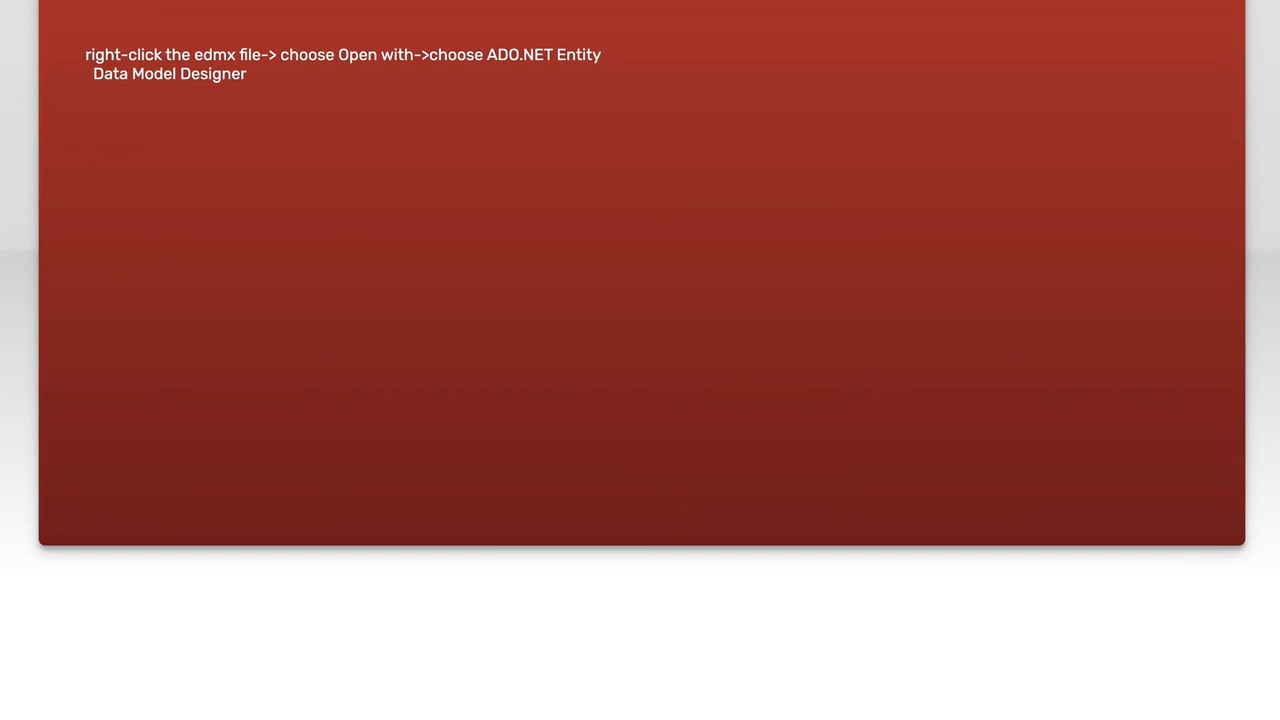 right-click the edmx file-> choose Open with->choose ADO.NET Entity
Data Model Designer